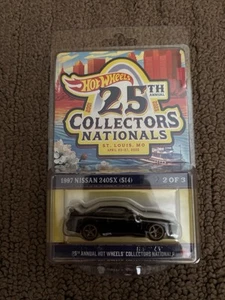 Hot Wheels
25TH
ANNUAL
COLLECTORS
NATIONALS
ST. LOUIS, MO
1997 NISSAN 240SX (S14)
2 OF 3
ANNUAL HOT WHEELS COLLECTORS NATIONALS